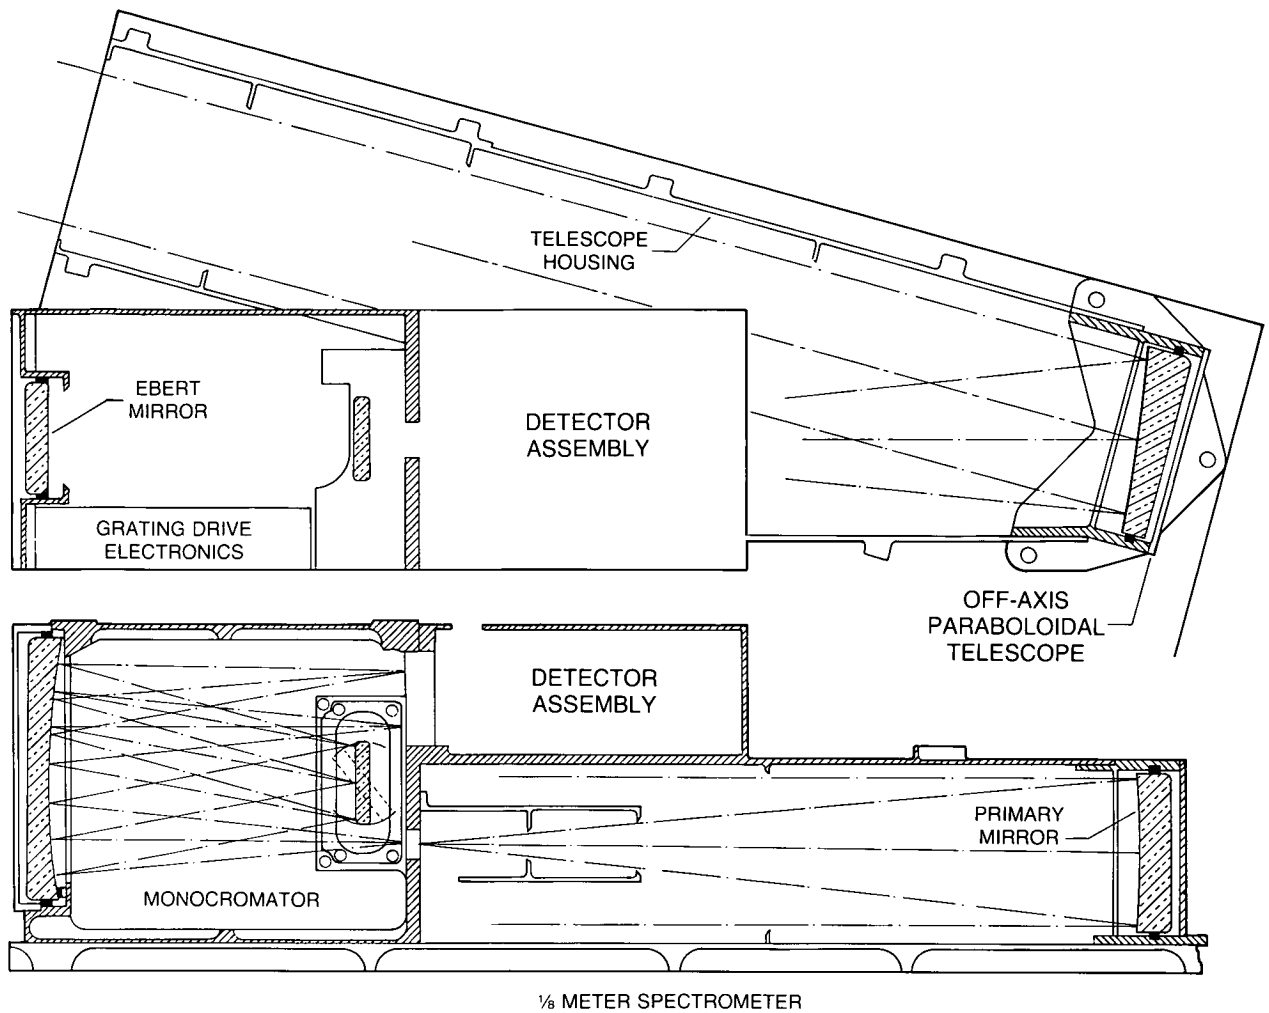 TELESCOPE
HOUSING
EBERT
MIRROR
DETECTOR
ASSEMBLY
GRATING DRIVE
ELECTRONICS
OFF-AXIS
PARABOLOIDAL
TELESCOPE
DETECTOR
ASSEMBLY
PRIMARY
MIRROR
MONOCROMATOR
⅛ METER SPECTROMETER